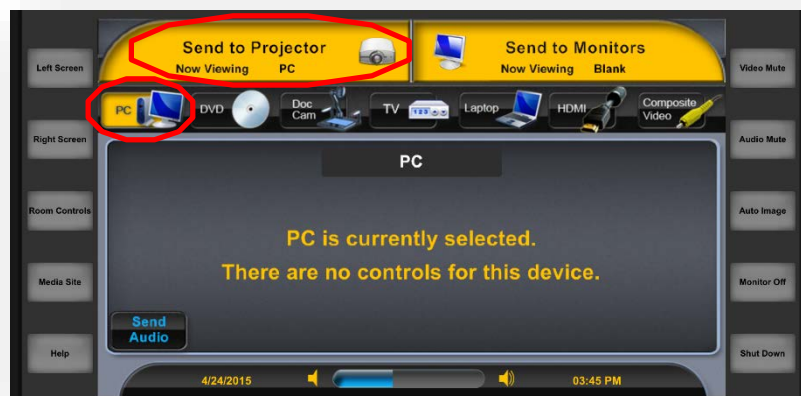 Send to Projector
Now Viewing PC
Send to Monitors
Now Viewing Blank
Left Screen
Right Screen
Room Controls
Media Site
Help
PC
DVD
Doc
Cam
TV
Laptop
HDMI
Composite
Video
PC
PC is currently selected.
There are no controls for this device.
Send
Audio
4/24/2015
03:45 PM
Video Mute
Audio Mute
Auto Image
Monitor Off
Shut Down